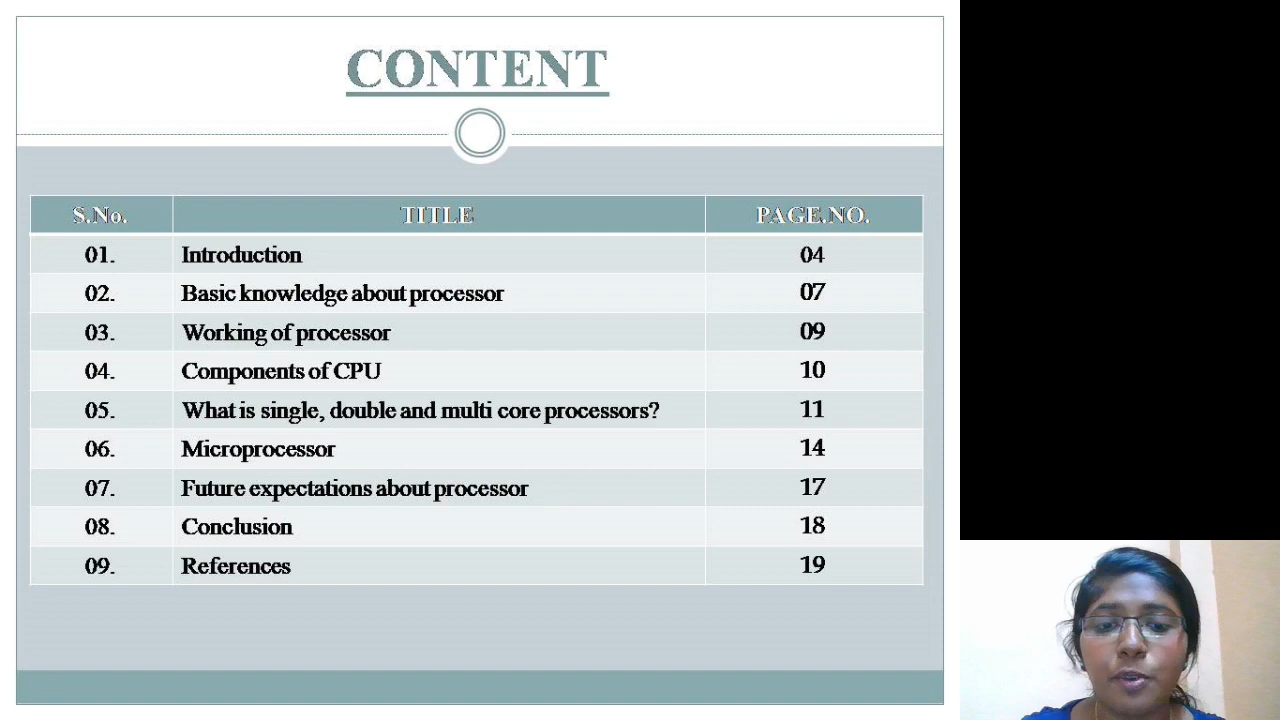 CONTENT
S.No. TITLE PAGE.NO.
01. Introduction 04
02. Basic knowledge about processor 07
03. Working of processor 09
04. Components of CPU 10
05. What is single, double and multi core processors? 11
06. Microprocessor 14
07. Future expectations about processor 17
08. Conclusion 18
09. References 19